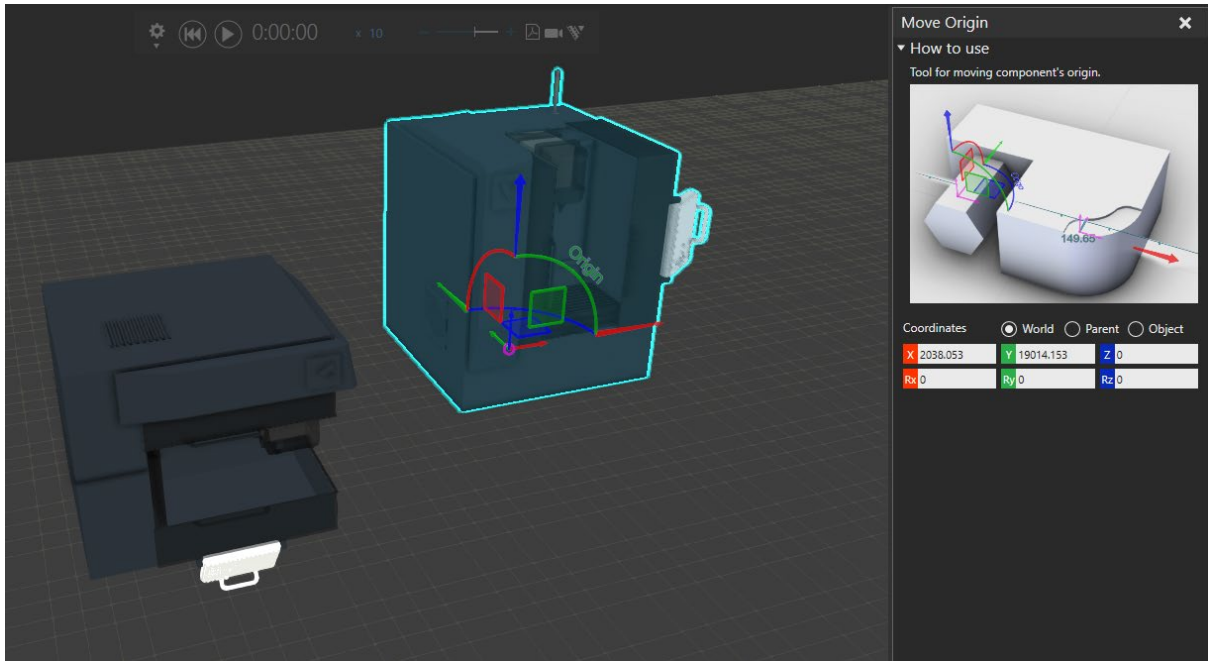 0:00:00
x 10
Origin
Move Origin
How to use
Tool for moving component's origin.
149.65
Coordinates World Parent Object
X 2038.053 Y 19014.153 Z 0
Rx 0 Ry 0 Rz 0